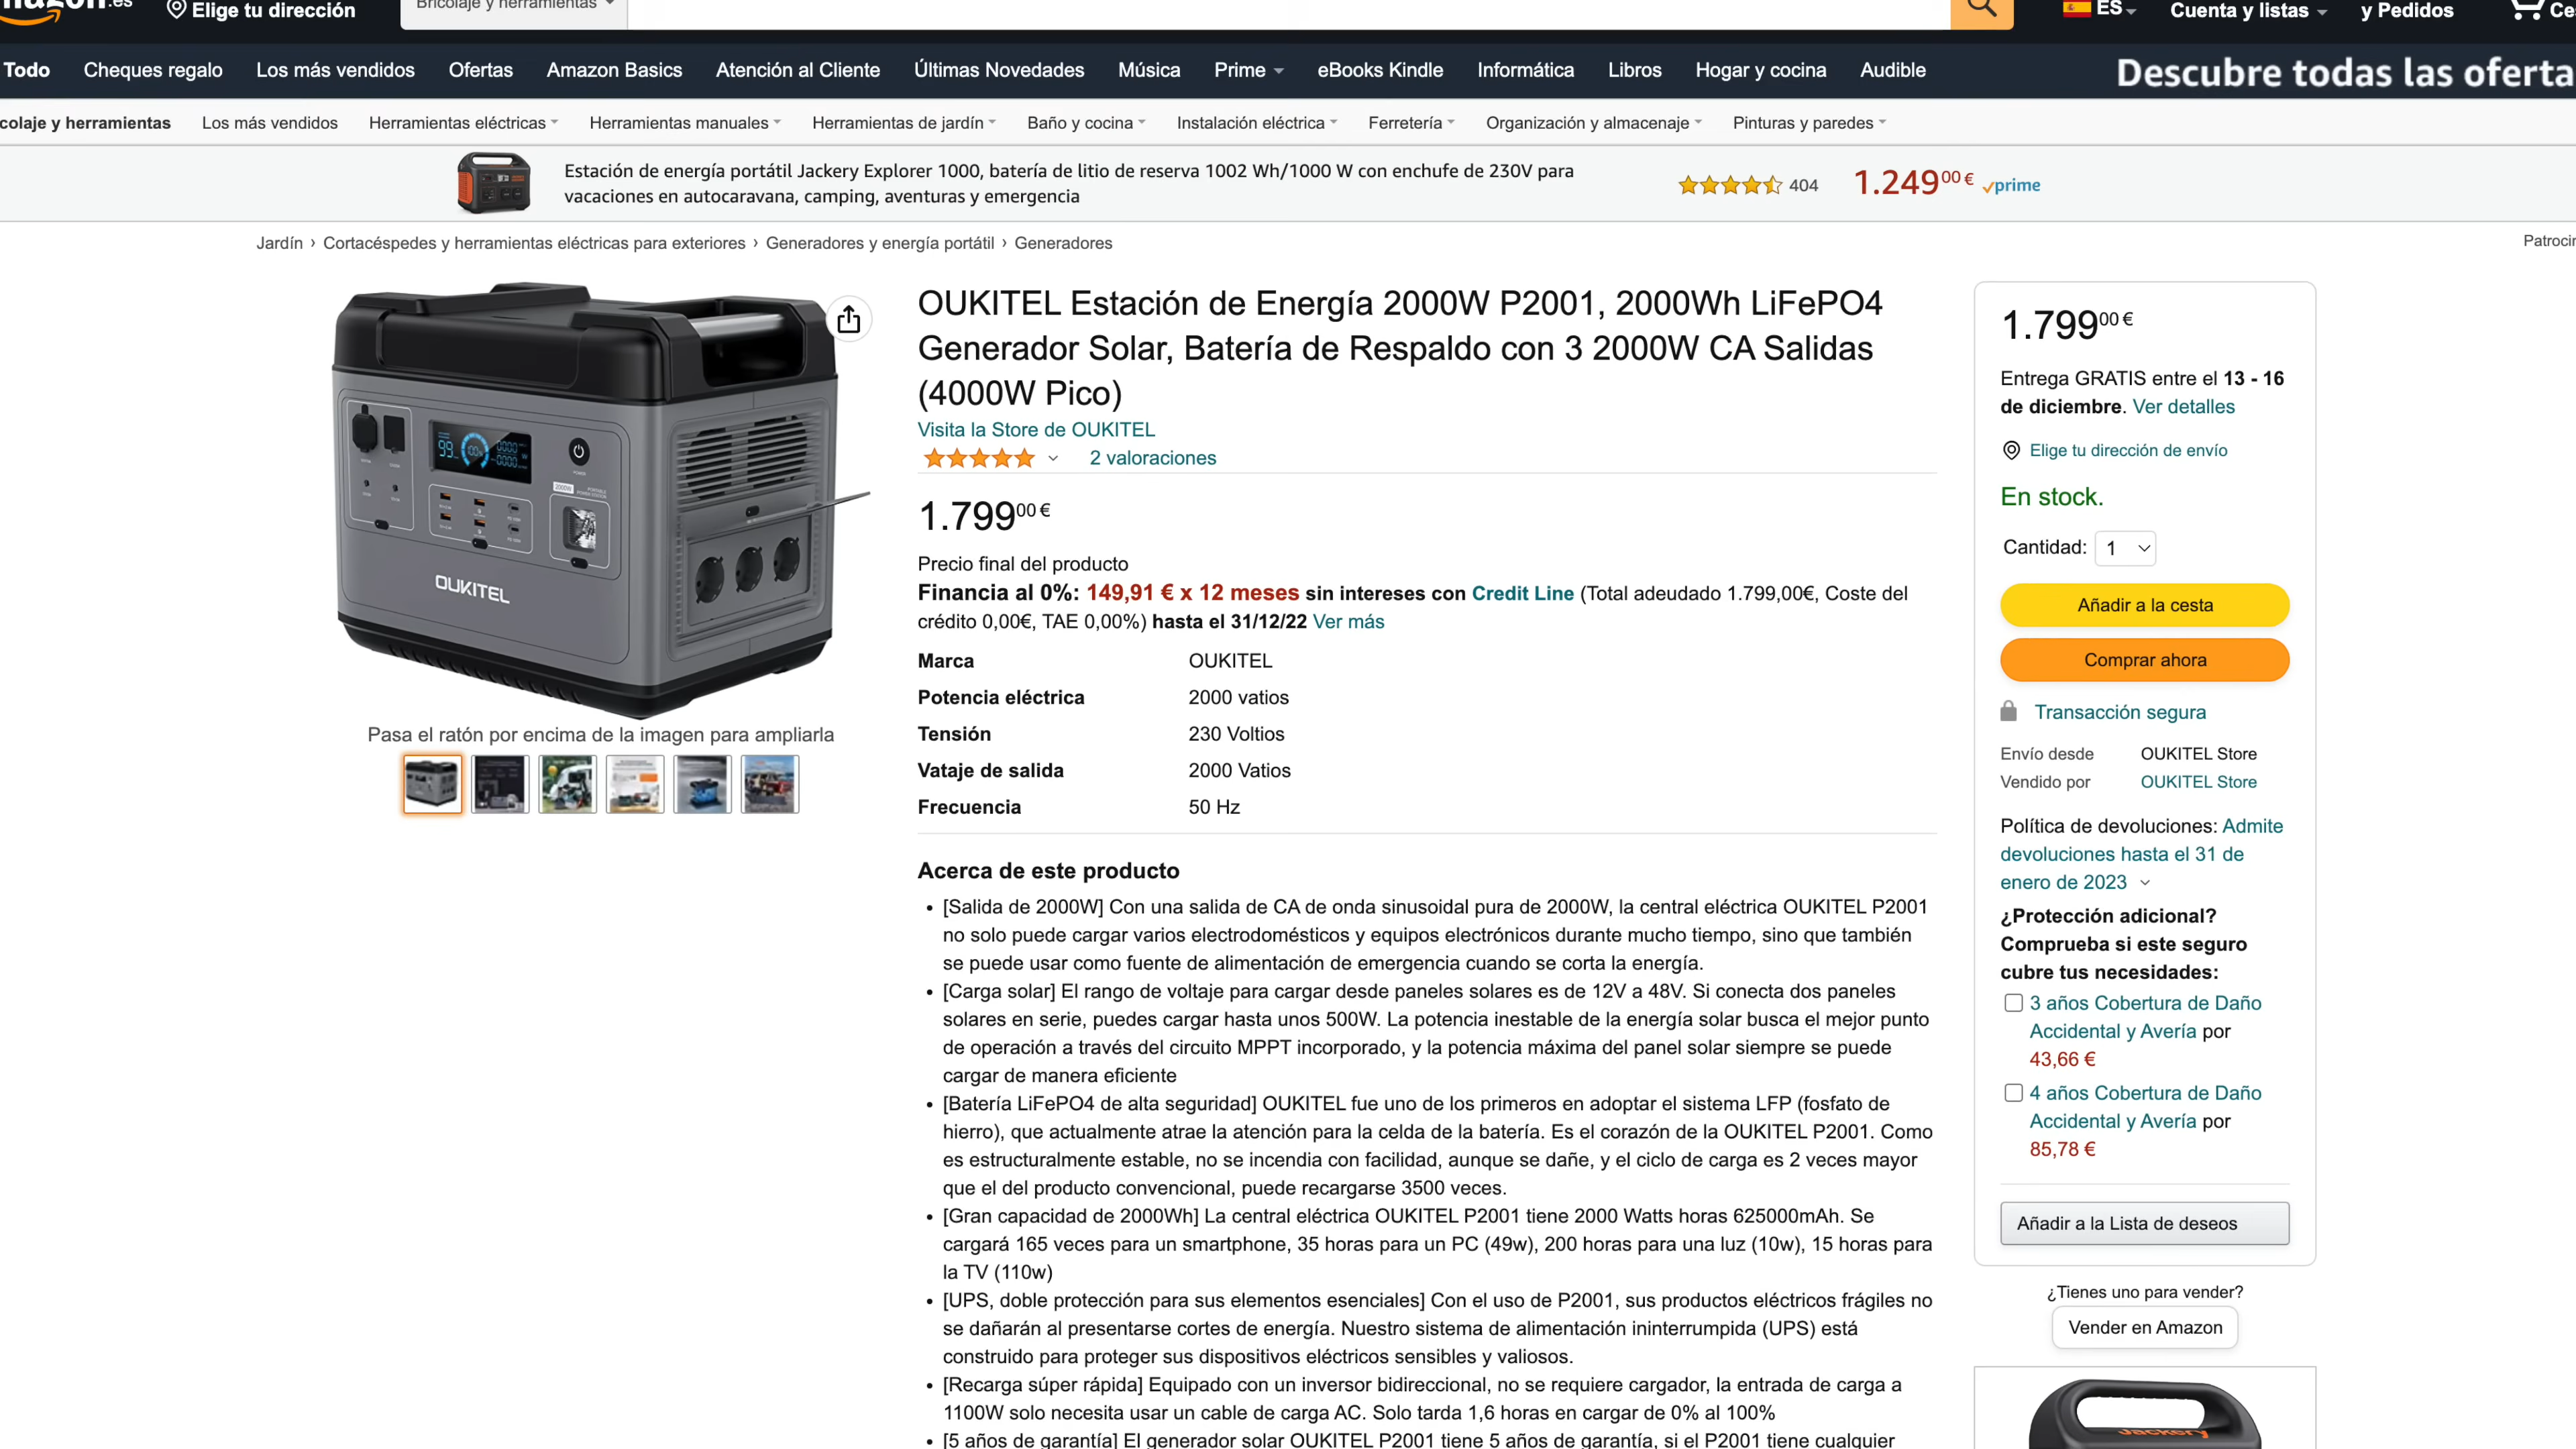 .es
Elige tu dirección
Bricolaje y herramientas
ES
Cuenta y listas
y Pedidos
Todo
Cheques regalo
Los más vendidos
Ofertas
Amazon Basics
Atención al Cliente
Últimas Novedades
Música
Prime
eBooks Kindle
Informática
Libros
Hogar y cocina
Audible
Descubre todas las oferta
colaje y herramientas
Los más vendidos
Herramientas eléctricas
Herramientas manuales
Herramientas de jardín
Baño y cocina
Instalación eléctrica
Ferretería
Organización y almacenaje
Pinturas y paredes
Estación de energía portátil Jackery Explorer 1000, batería de litio de reserva 1002 Wh/1000 W con enchufe de 230V para
vacaciones en autocaravana, camping, aventuras y emergencia
404
1.249,00 €
prime
Jardín › Cortacéspedes y herramientas eléctricas para exteriores › Generadores y energía portátil › Generadores
Patrocin
OUKITEL
Pasa el ratón por encima de la imagen para ampliarla
OUKITEL Estación de Energía 2000W P2001, 2000Wh LiFePO4
Generador Solar, Batería de Respaldo con 3 2000W CA Salidas
(4000W Pico)
Visita la Store de OUKITEL
2 valoraciones
1.799 00 €
Precio final del producto
Financia al 0%: 149,91 € x 12 meses sin intereses con Credit Line (Total adeudado 1.799,00€, Coste del
crédito 0,00€, TAE 0,00%) hasta el 31/12/22 Ver más
Marca OUKITEL
Potencia eléctrica 2000 vatios
Tensión 230 Voltios
Vataje de salida 2000 Vatios
Frecuencia 50 Hz
Acerca de este producto
• [Salida de 2000W] Con una salida de CA de onda sinusoidal pura de 2000W, la central eléctrica OUKITEL P2001
no solo puede cargar varios electrodomésticos y equipos electrónicos durante mucho tiempo, sino que también
se puede usar como fuente de alimentación de emergencia cuando se corta la energía.
• [Carga solar] El rango de voltaje para cargar desde paneles solares es de 12V a 48V. Si conecta dos paneles
solares en serie, puedes cargar hasta unos 500W. La potencia inestable de la energía solar busca el mejor punto
de operación a través del circuito MPPT incorporado, y la potencia máxima del panel solar siempre se puede
cargar de manera eficiente
• [Batería LiFePO4 de alta seguridad] OUKITEL fue uno de los primeros en adoptar el sistema LFP (fosfato de
hierro), que actualmente atrae la atención para la celda de la batería. Es el corazón de la OUKITEL P2001. Como
es estructuralmente estable, no se incendia con facilidad, aunque se dañe, y el ciclo de carga es 2 veces mayor
que el del producto convencional, puede recargarse 3500 veces.
• [Gran capacidad de 2000Wh] La central eléctrica OUKITEL P2001 tiene 2000 Watts horas 625000mAh. Se
cargará 165 veces para un smartphone, 35 horas para un PC (49w), 200 horas para una luz (10w), 15 horas para
la TV (110w)
• [UPS, doble protección para sus elementos esenciales] Con el uso de P2001, sus productos eléctricos frágiles no
se dañarán al presentarse cortes de energía. Nuestro sistema de alimentación ininterrumpida (UPS) está
construido para proteger sus dispositivos eléctricos sensibles y valiosos.
• [Recarga súper rápida] Equipado con un inversor bidireccional, no se requiere cargador, la entrada de carga a
1100W solo necesita usar un cable de carga AC. Solo tarda 1,6 horas en cargar de 0% al 100%
• [5 años de garantía] El generador solar OUKITEL P2001 tiene 5 años de garantía, si el P2001 tiene cualquier
1.799 00 €
Entrega GRATIS entre el 13 - 16
de diciembre. Ver detalles
Elige tu dirección de envío
En stock.
Cantidad: 1
Añadir a la cesta
Comprar ahora
Transacción segura
Envío desde OUKITEL Store
Vendido por OUKITEL Store
Política de devoluciones: Admite
devoluciones hasta el 31 de
enero de 2023
¿Protección adicional?
Comprueba si este seguro
cubre tus necesidades:
3 años Cobertura de Daño
Accidental y Avería por
43,66 €
4 años Cobertura de Daño
Accidental y Avería por
85,78 €
Añadir a la Lista de deseos
¿Tienes uno para vender?
Vender en Amazon
Jackery